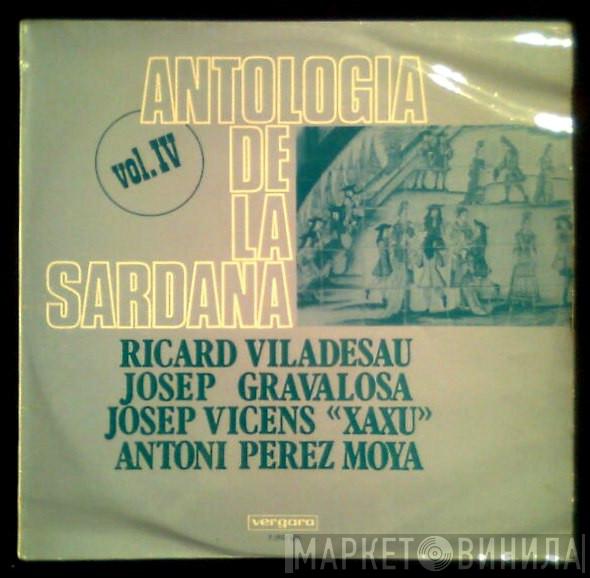 ANTOLOGIA
vol. IV
DE
LA
SARDANA
RICARD VILADESAU
JOSEP GRAVALOSA
JOSEP VICENS “XAXU”
ANTONI PEREZ MOYA
vergara
МАРКЕТ ВИНИЛА